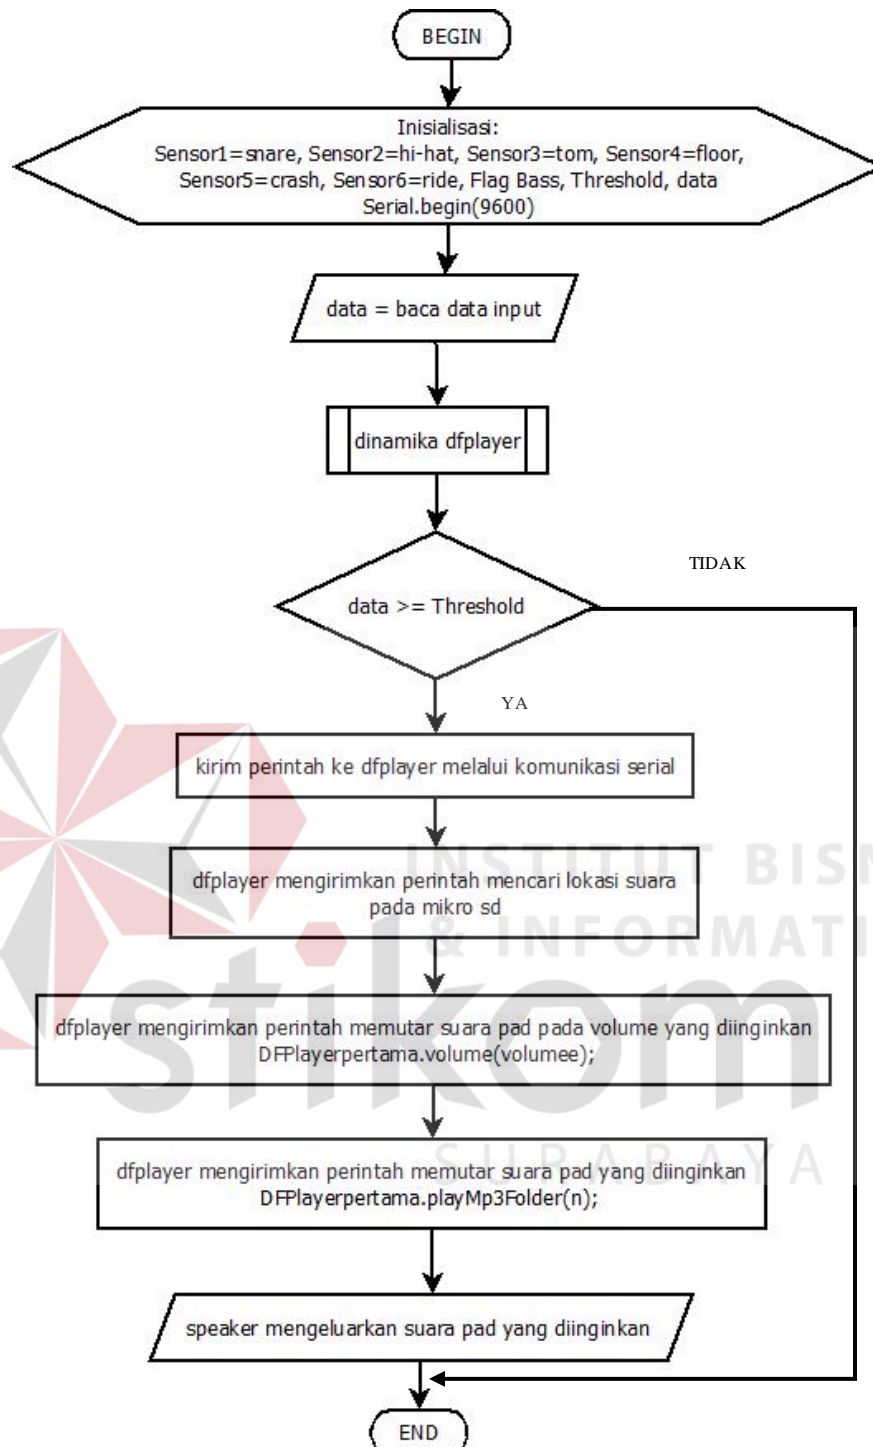 BEGIN
Inisialisasi:
Sensor1=snare, Sensor2=hi-hat, Sensor3=tom, Sensor4=floor,
Sensor5=crash, Sensor6=ride, Flag Bass, Threshold, data
Serial.begin(9600)
data = baca data input
dinamika dfplayer
TIDAK
data >= Threshold
YA
kirim perintah ke dfplayer melalui komunikasi serial
dfplayer mengirimkan perintah mencari lokasi suara
pada mikro sd
INSTITUT BISN
& INFORMATI
stikom
SURABAYA
dfplayer mengirimkan perintah memutar suara pad pada volume yang diinginkan
DFPlayerpertama.volume(volumee);
dfplayer mengirimkan perintah memutar suara pad yang diinginkan
DFPlayerpertama.playMp3Folder(n);
speaker mengeluarkan suara pad yang diinginkan
END